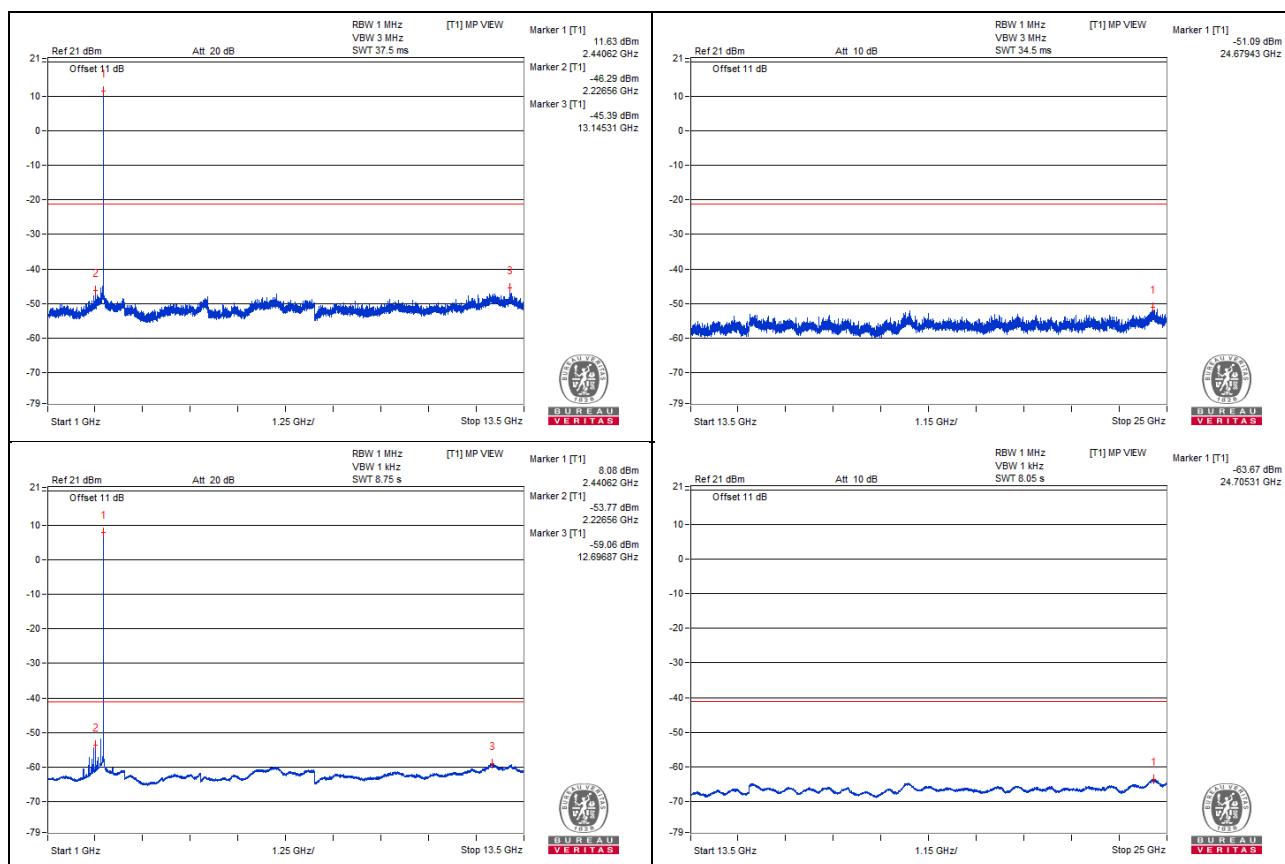 RBW 1 MHz [T1] MP VIEW
VBW 3 MHz
Ref 21 dBm Att 20 dB SWT 37.5 ms
Marker 1 [T1]
11.63 dBm
2.44062 GHz
Marker 2 [T1]
-46.29 dBm
2.22656 GHz
Marker 3 [T1]
-45.39 dBm
13.14531 GHz
21
Offset 11 dB
1
10
0
-10
-20
-30
-40
2
3
-50
-60
-70
-79
Start 1 GHz 1.25 GHz/ Stop 13.5 GHz
BUREAU VERITAS
1828
BUREAU
VERITAS
RBW 1 MHz [T1] MP VIEW
VBW 3 MHz
Ref 21 dBm Att 10 dB SWT 34.5 ms
Marker 1 [T1]
-51.09 dBm
24.67943 GHz
21
Offset 11 dB
10
0
-10
-20
-30
-40
1
-50
-60
-70
-79
Start 13.5 GHz 1.15 GHz/ Stop 25 GHz
BUREAU VERITAS
1828
BUREAU
VERITAS
RBW 1 MHz [T1] MP VIEW
VBW 1 kHz
Ref 21 dBm Att 20 dB SWT 8.75 s
Marker 1 [T1]
8.08 dBm
2.44062 GHz
Marker 2 [T1]
-53.77 dBm
2.22656 GHz
Marker 3 [T1]
-59.06 dBm
12.69687 GHz
21
Offset 11 dB
1
10
0
-10
-20
-30
-40
2
-50
3
-60
-70
-79
Start 1 GHz 1.25 GHz/ Stop 13.5 GHz
BUREAU VERITAS
1828
BUREAU
VERITAS
RBW 1 MHz [T1] MP VIEW
VBW 1 kHz
Ref 21 dBm Att 10 dB SWT 8.05 s
Marker 1 [T1]
-63.67 dBm
24.70531 GHz
21
Offset 11 dB
10
0
-10
-20
-30
-40
-50
1
-60
-70
-79
Start 13.5 GHz 1.15 GHz/ Stop 25 GHz
BUREAU VERITAS
1828
BUREAU
VERITAS